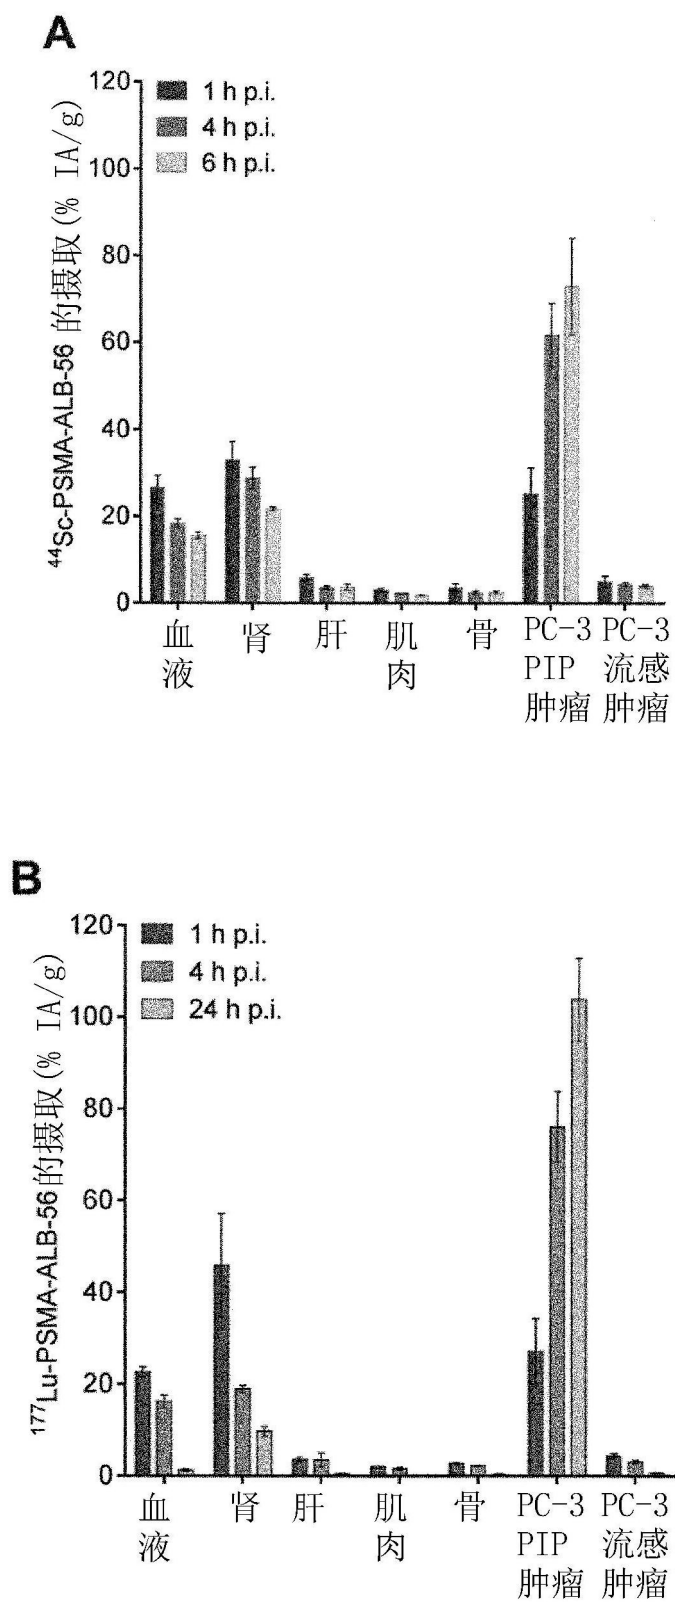 A
⁴⁴Sc-PSMA-ALB-56 的摄取(% IA/g)
120
100
80
60
40
20
0
1 h p.i.
4 h p.i.
6 h p.i.
血液
肾
肝
肌肉
骨
PC-3 PIP 肿瘤
PC-3 流感 肿瘤
B
¹⁷⁷Lu-PSMA-ALB-56的摄取(% IA/g)
120
100
80
60
40
20
0
1 h p.i.
4 h p.i.
24 h p.i.
血液
肾
肝
肌肉
骨
PC-3 PIP 肿瘤
PC-3 流感 肿瘤